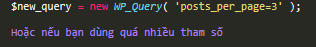 $new_query = new WP_Query( 'posts_per_page=3' );
Hoặc nếu bạn dùng quá nhiều tham số